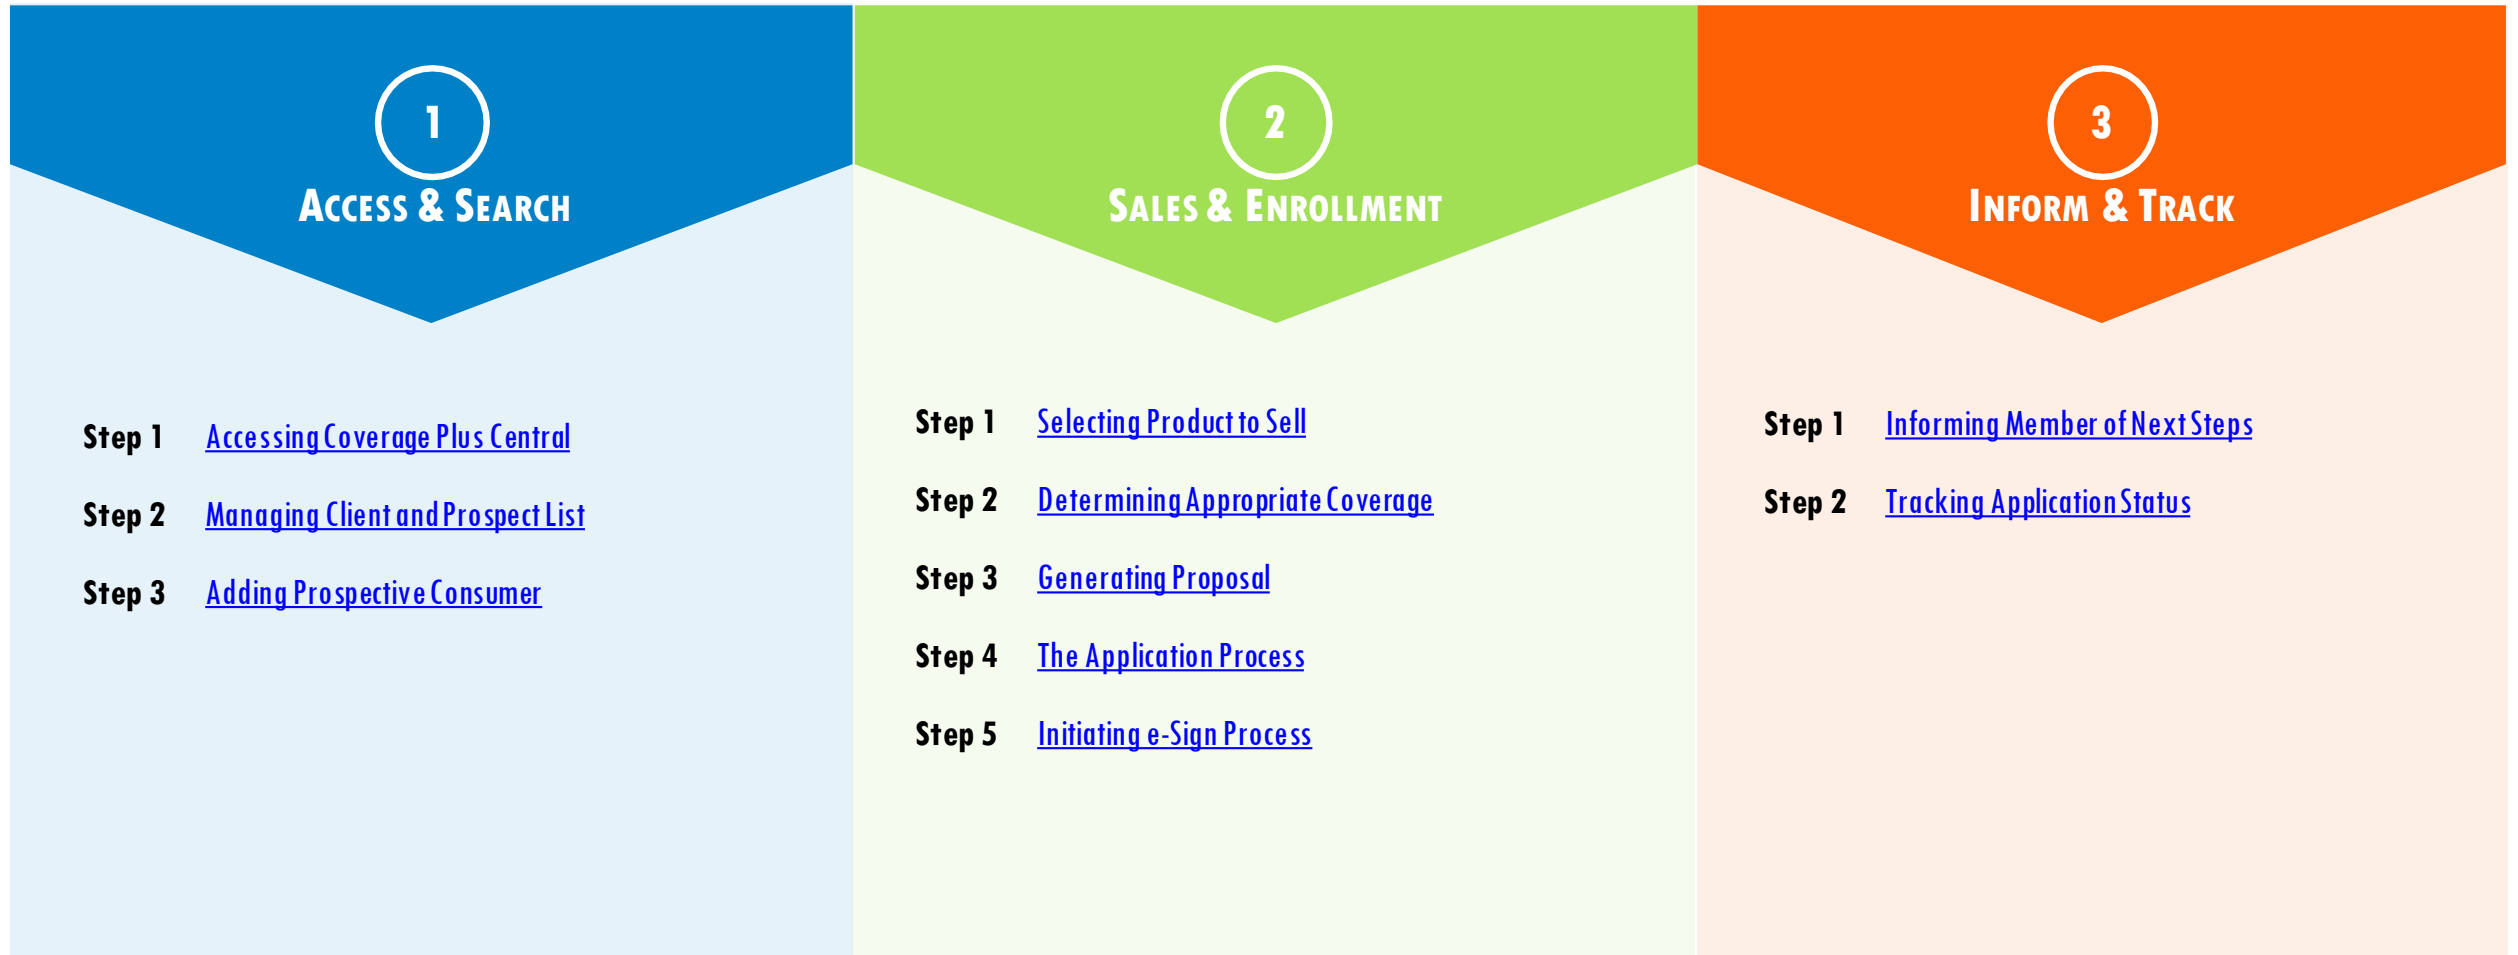 1
ACCESS & SEARCH
Step 1 Accessing Coverage Plus Central
Step 2 Managing Client and Prospect List
Step 3 Adding Prospective Consumer
2
SALES & ENROLLMENT
Step 1 Selecting Product to Sell
Step 2 Determining Appropriate Coverage
Step 3 Generating Proposal
Step 4 The Application Process
Step 5 Initiating e-Sign Process
3
INFORM & TRACK
Step 1 Informing Member of Next Steps
Step 2 Tracking Application Status